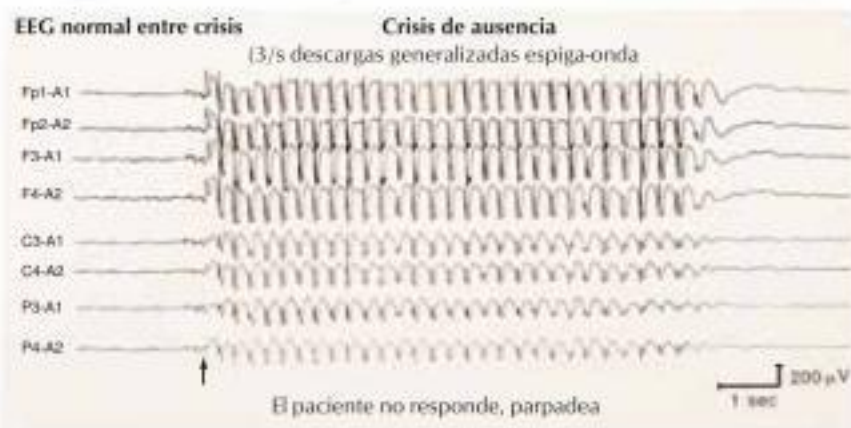 EEG normal entre crisis
Crisis de ausencia
(3/s descargas generalizadas espiga-onda
Fp1-A1
Fp2-A2
F3-A1
F4-A2
C3-A1
C4-A2
P3-A1
P4-A2
200 µV
1 sec
El paciente no responde, parpadea